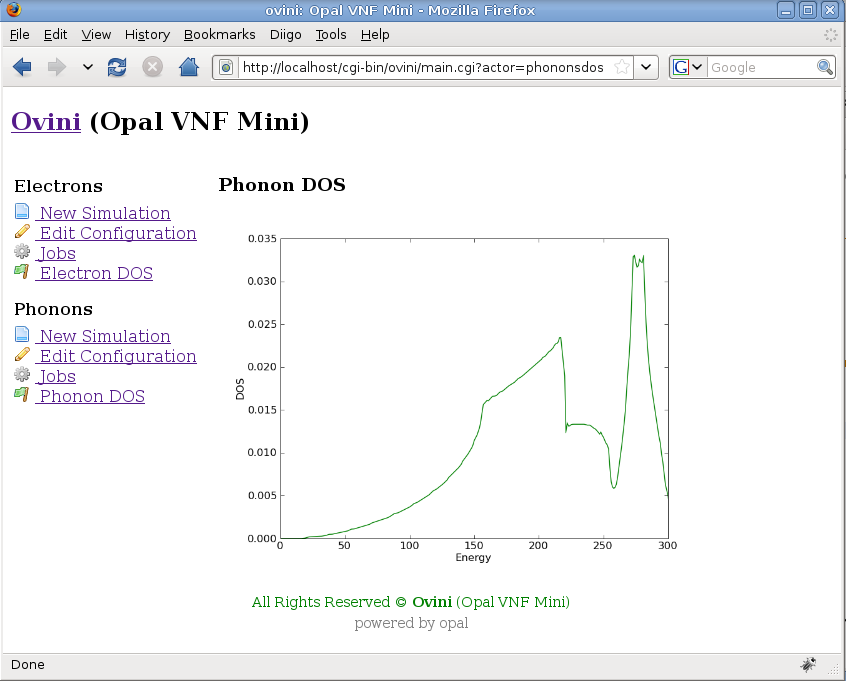 ovini: Opal VNF Mini - Mozilla Firefox
File Edit View History Bookmarks Diigo Tools Help
http://localhost/cgi-bin/ovini/main.cgi?actor=phononsdos
G Google
Ovini (Opal VNF Mini)
Electrons
New Simulation
Edit Configuration
Jobs
Electron DOS
Phonons
New Simulation
Edit Configuration
Jobs
Phonon DOS
Phonon DOS
0.035
0.030
0.025
0.020
0.015
0.010
0.005
0.000
DOS
0 50 100 150 200 250 300
Energy
All Rights Reserved © Ovini (Opal VNF Mini)
powered by opal
Done